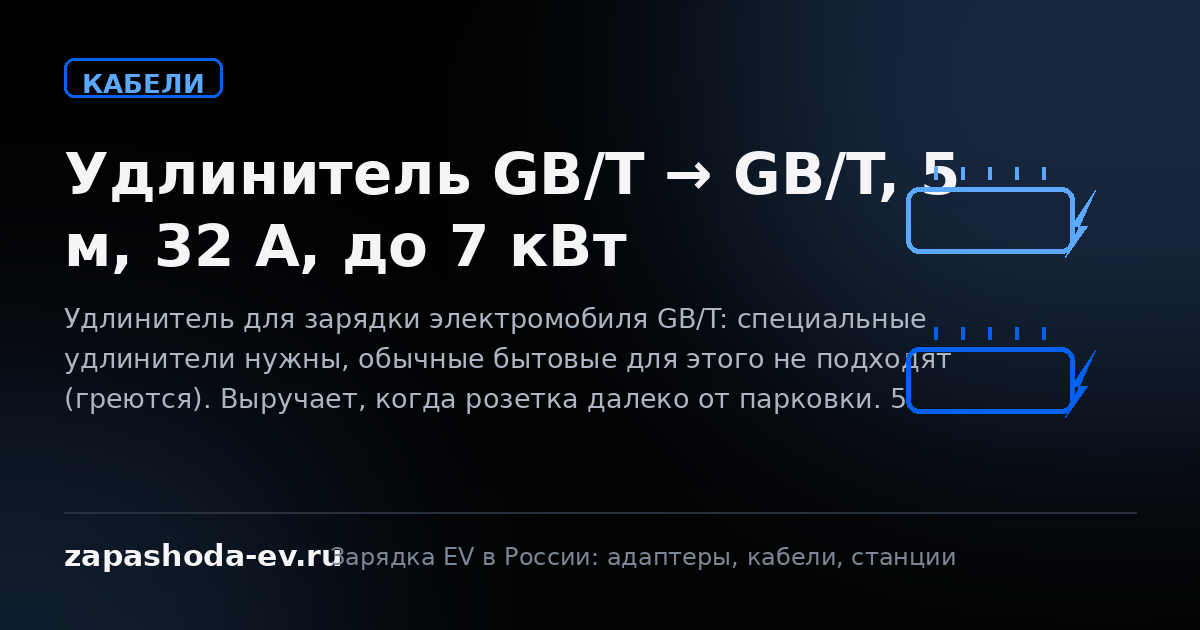 КАБЕЛИ
Удлинитель GB/T → GB/T, 5
м, 32 А, до 7 кВт
Удлинитель для зарядки электромобиля GB/T: специальные
удлинители нужны, обычные бытовые для этого не подходят
(греются). Выручает, когда розетка далеко от парковки. 5
zapashoda-ev.ru
Зарядка EV в России: адаптеры, кабели, станции